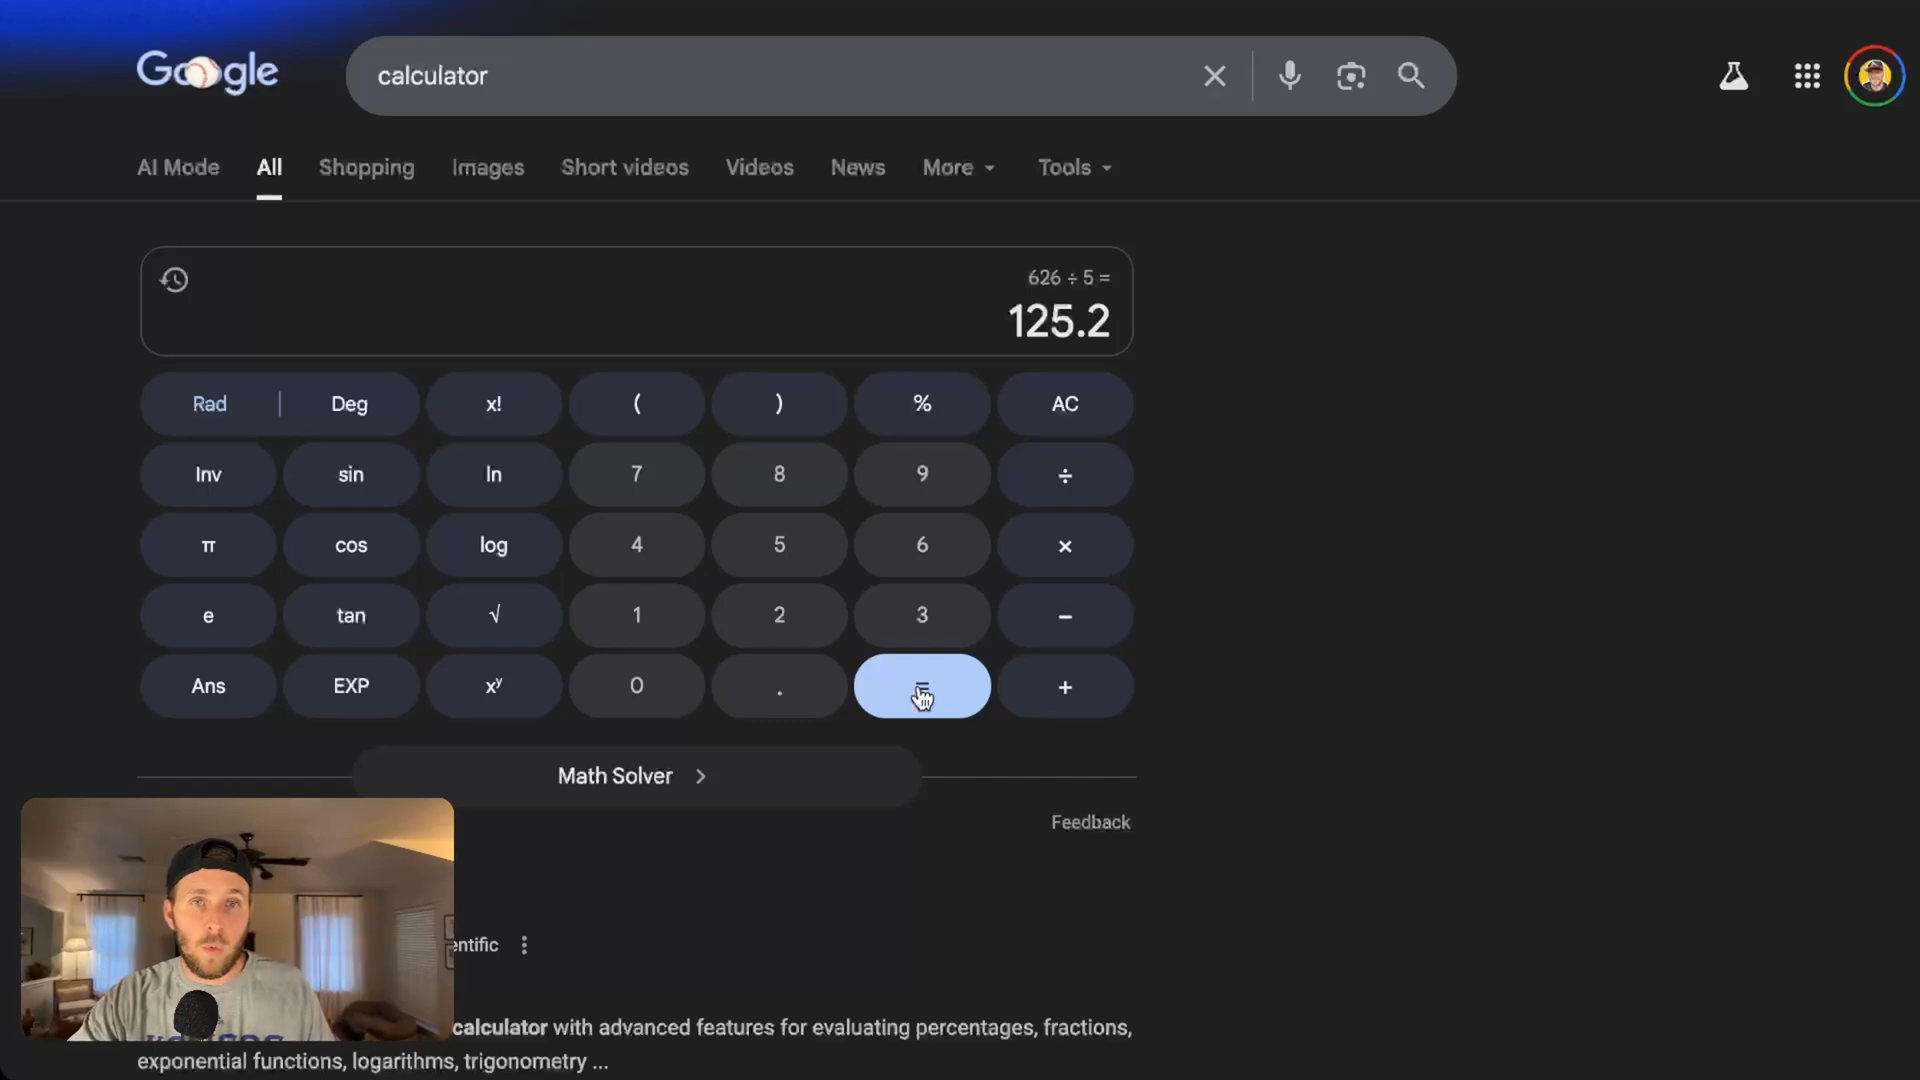 Google
calculator
AI Mode All Shopping Images Short videos Videos News More Tools
626 ÷ 5 =
125.2
Rad | Deg x! ( ) % AC
Inv sin ln 7 8 9 ÷
π cos log 4 5 6 ×
e tan √ 1 2 3 −
Ans EXP xʸ 0 . = +
Math Solver
Feedback
entific
calculator with advanced features for evaluating percentages, fractions,
exponential functions, logarithms, trigonometry ...